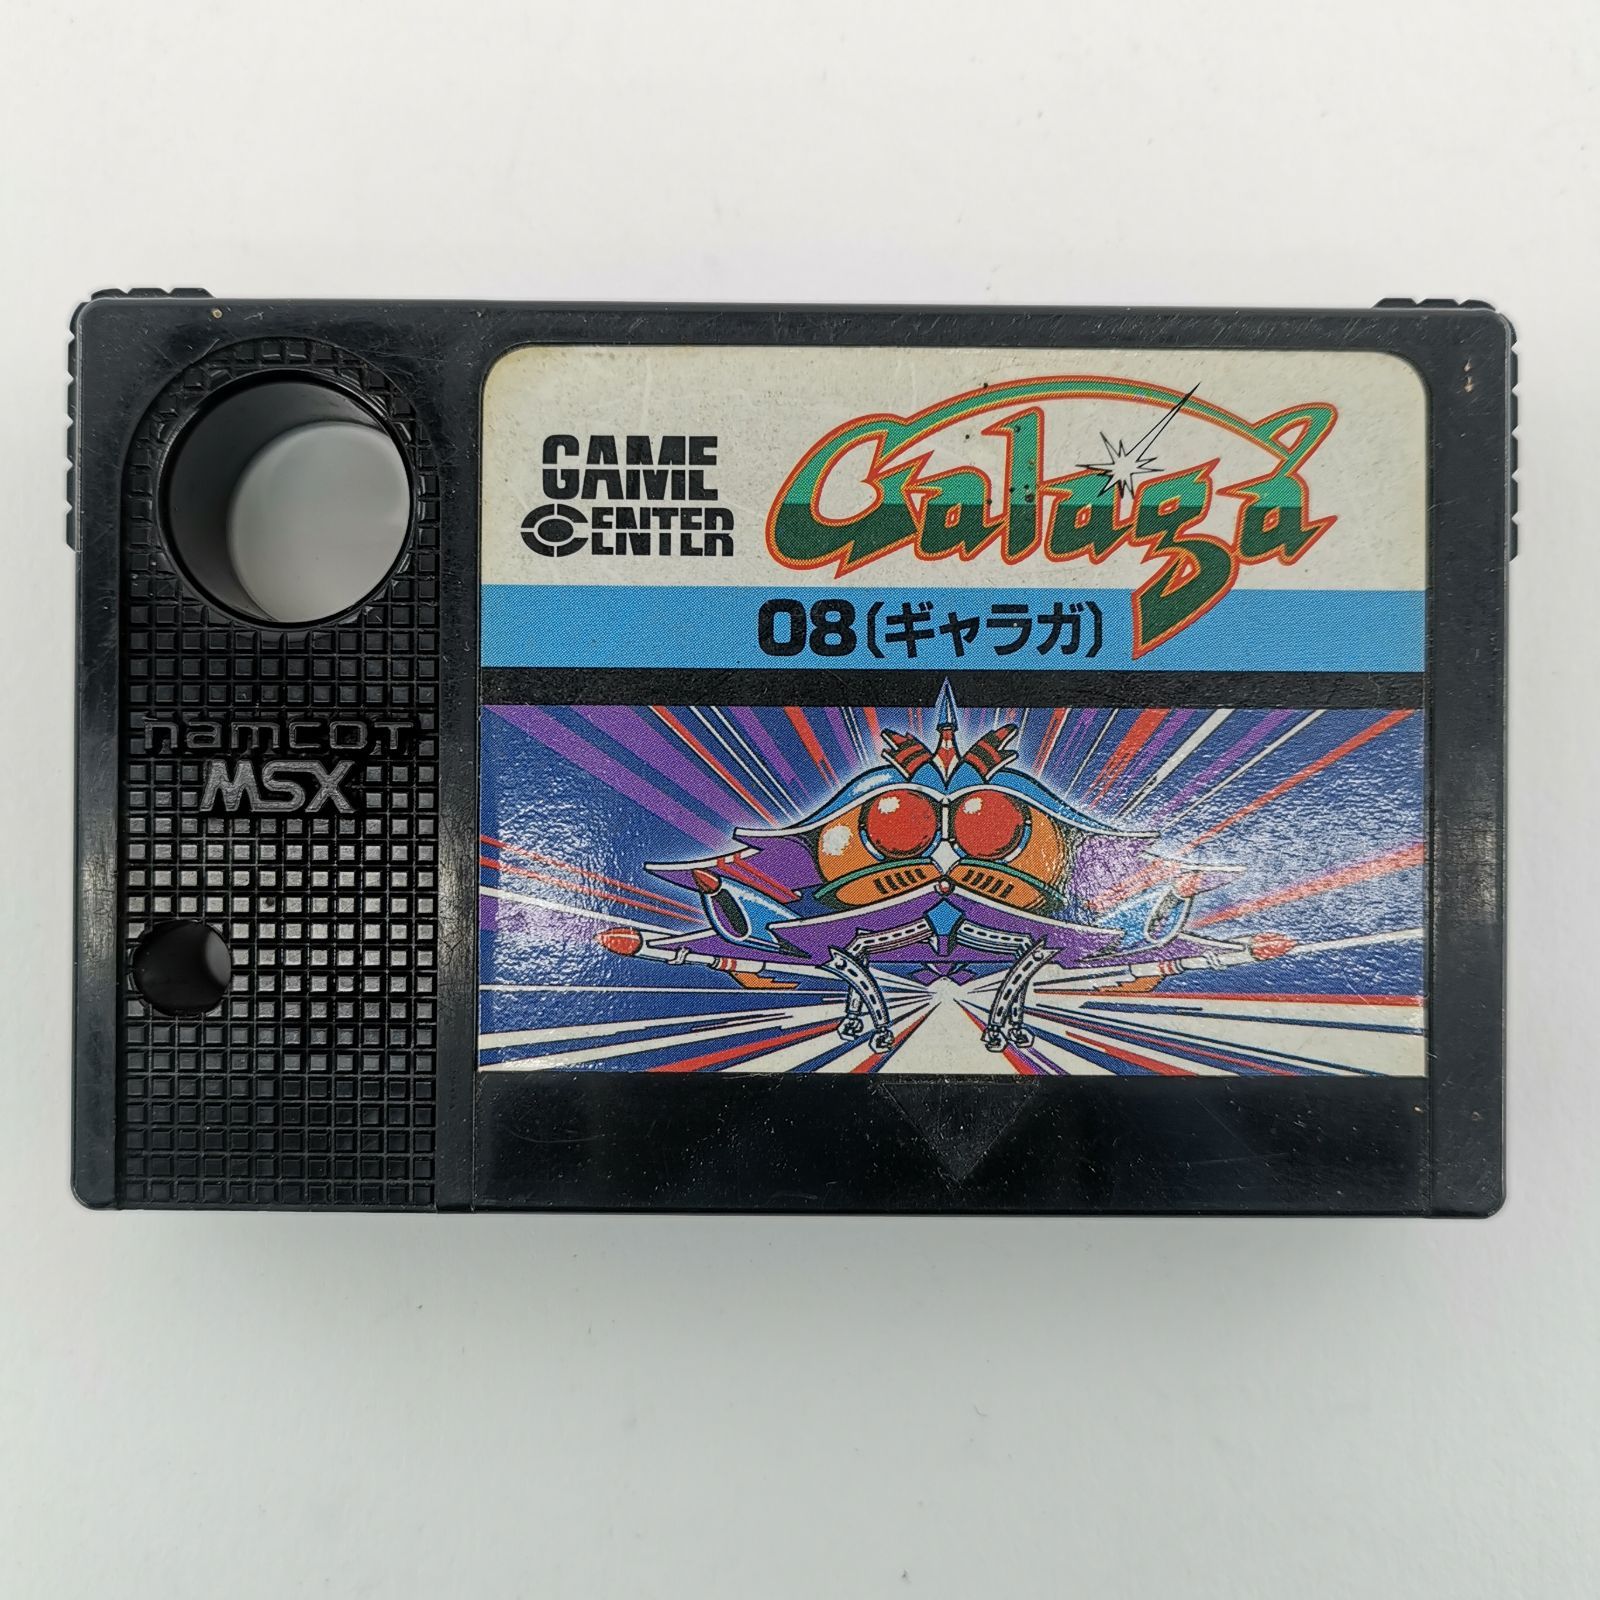 GAME
CENTER
Galaga
08(ギャラガ)
namcot
MSX